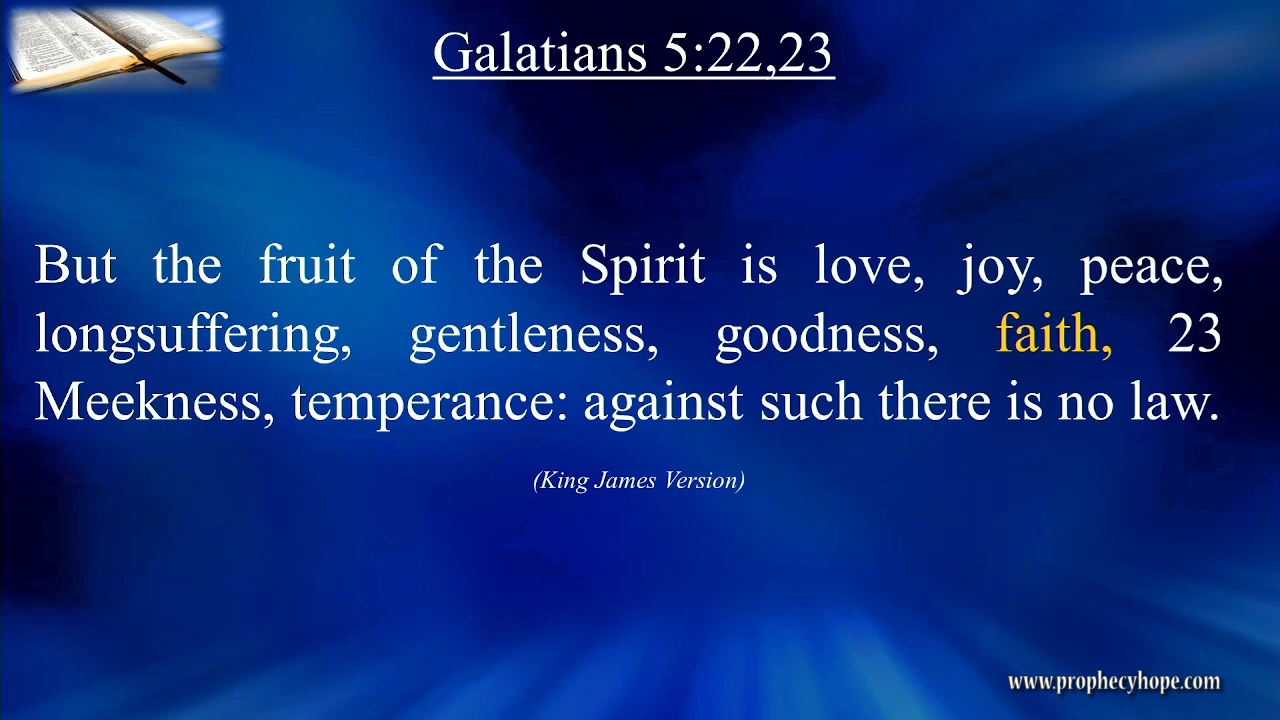 Galatians 5:22,23
But the fruit of the Spirit is love, joy, peace,
longsuffering, gentleness, goodness, faith, 23
Meekness, temperance: against such there is no law.
(King James Version)
www.prophecyhope.com